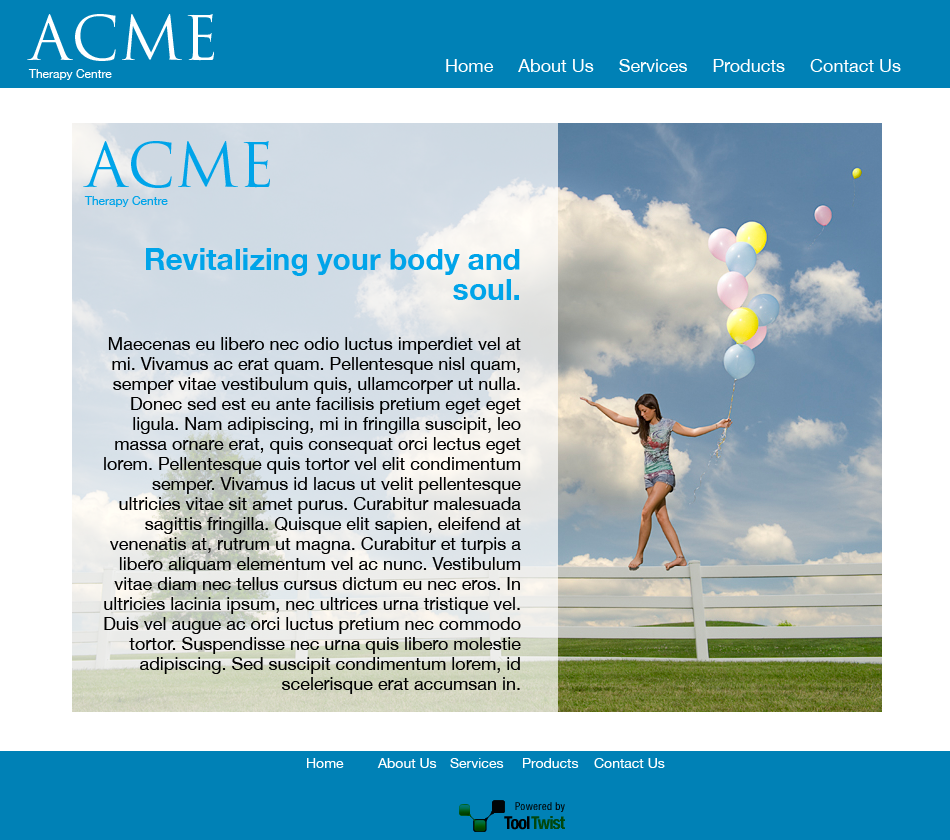 ACME
Therapy Centre
Home About Us Services Products Contact Us
ACME
Therapy Centre
Revitalizing your body and
soul.
Maecenas eu libero nec odio luctus imperdiet vel at
mi. Vivamus ac erat quam. Pellentesque nisl quam,
semper vitae vestibulum quis, ullamcorper ut nulla.
Donec sed est eu ante facilisis pretium eget eget
ligula. Nam adipiscing, mi in fringilla suscipit, leo
massa ornare erat, quis consequat orci lectus eget
lorem. Pellentesque quis tortor vel elit condimentum
semper. Vivamus id lacus ut velit pellentesque
ultricies vitae sit amet purus. Curabitur malesuada
sagittis fringilla. Quisque elit sapien, eleifend at
venenatis at, rutrum ut magna. Curabitur et turpis a
libero aliquam elementum vel ac nunc. Vestibulum
vitae diam nec tellus cursus dictum eu nec eros. In
ultricies lacinia ipsum, nec ultrices urna tristique vel.
Duis vel augue ac orci luctus pretium nec commodo
tortor. Suspendisse nec urna quis libero molestie
adipiscing. Sed suscipit condimentum lorem, id
scelerisque erat accumsan in.
Home About Us Services Products Contact Us
Powered by
ToolTwist